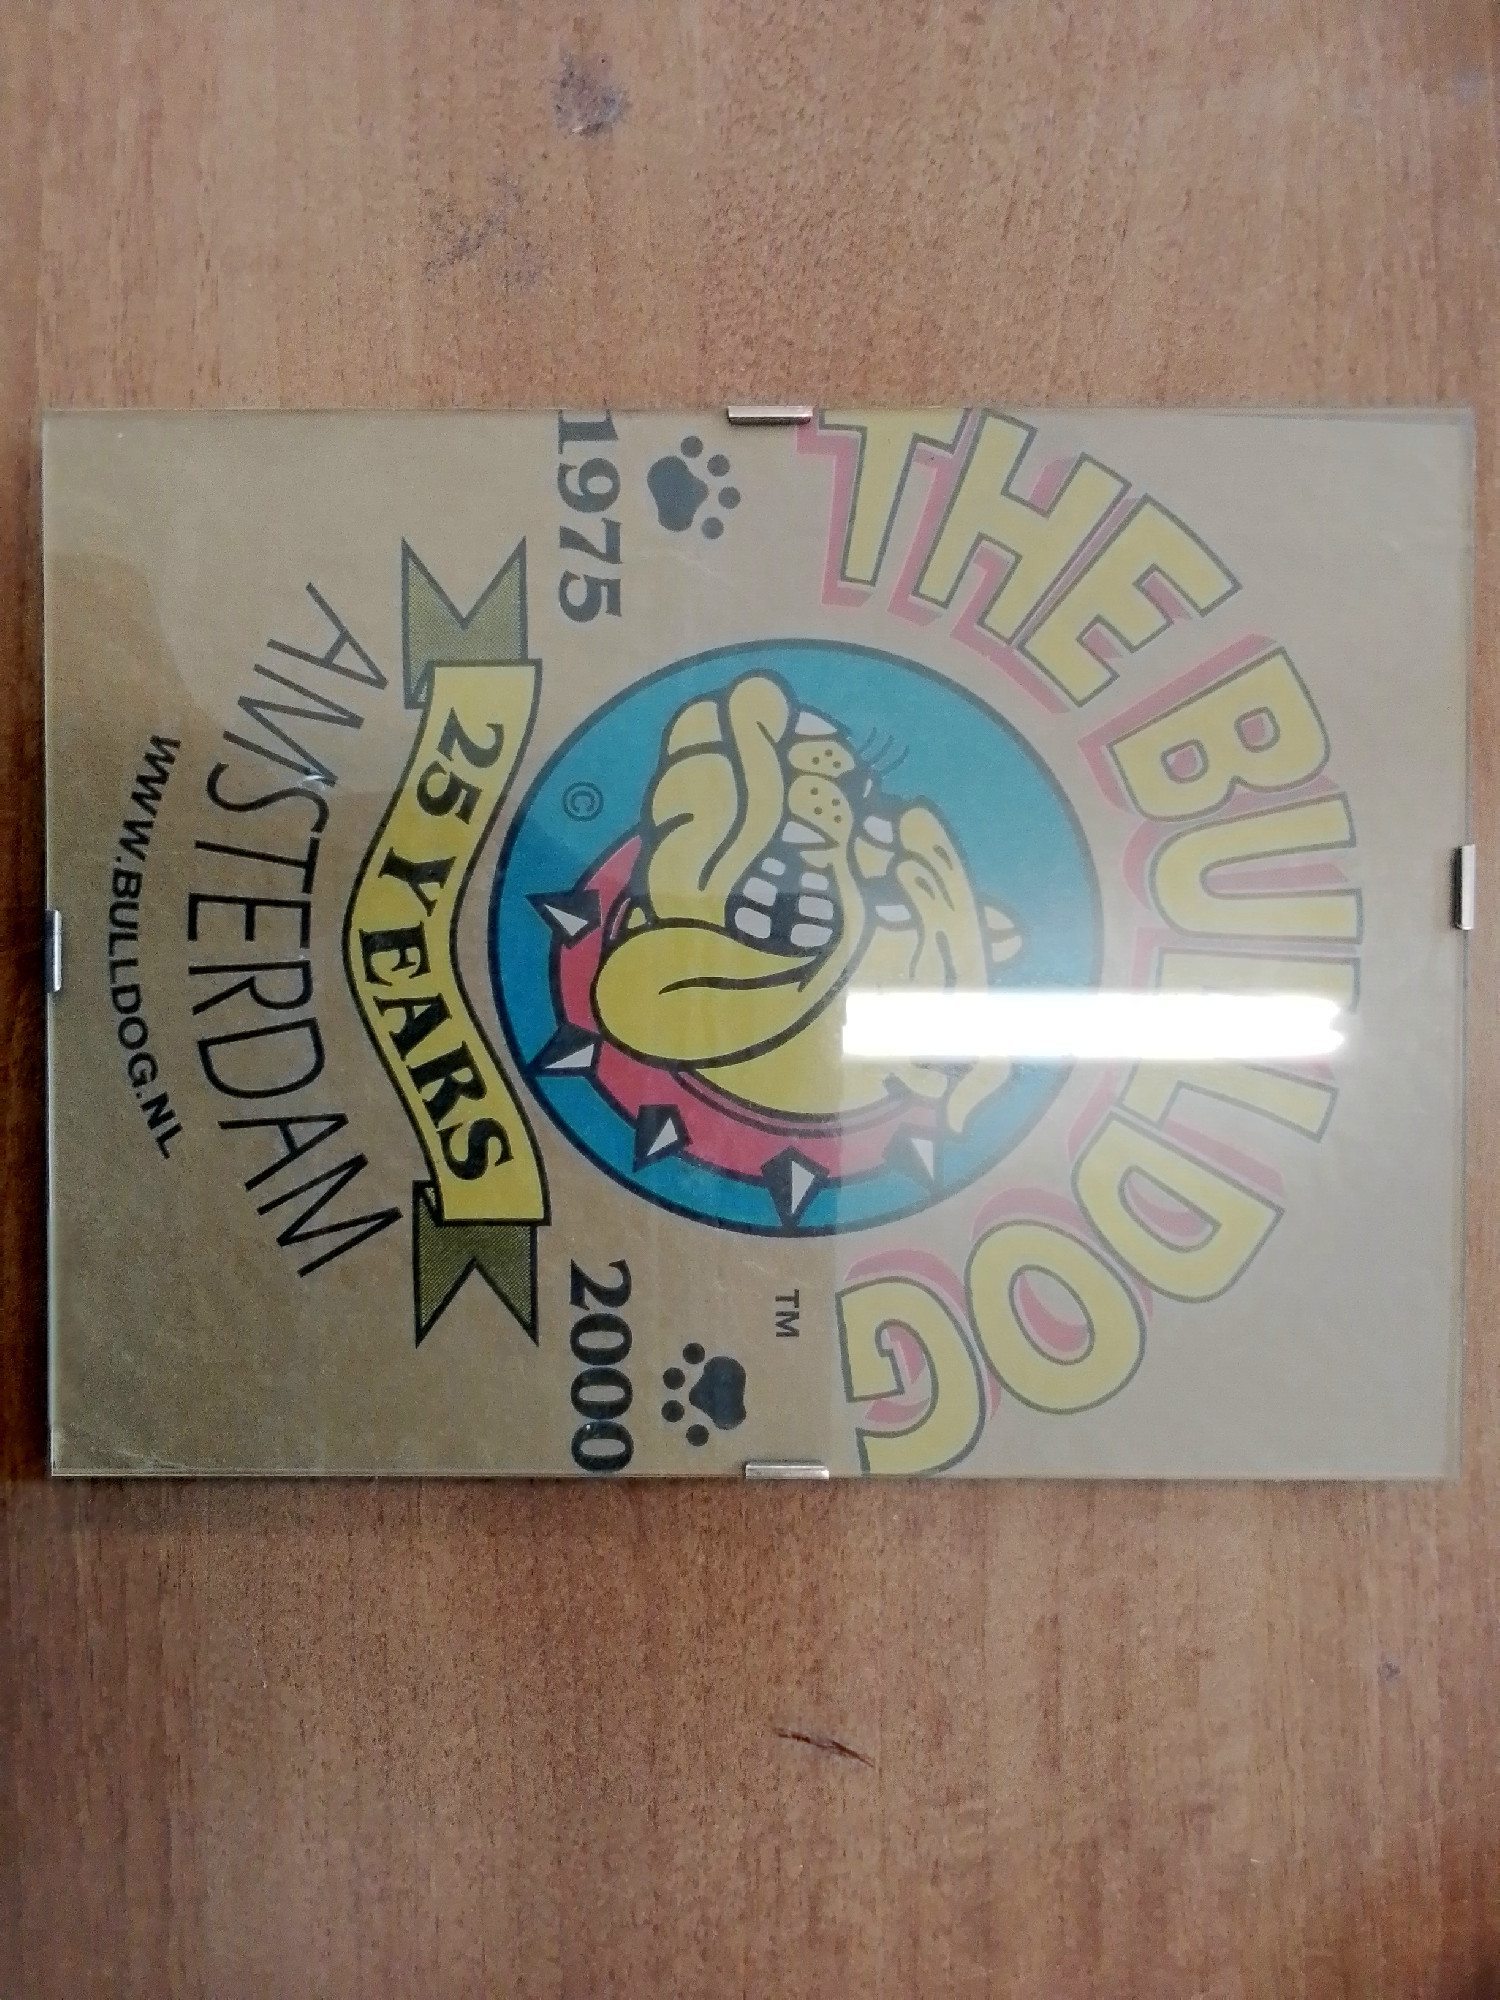 THE BULLDOG
TM
©
1975 2000
25 YEARS
AMSTERDAM
WWW.BULLDOG.NL